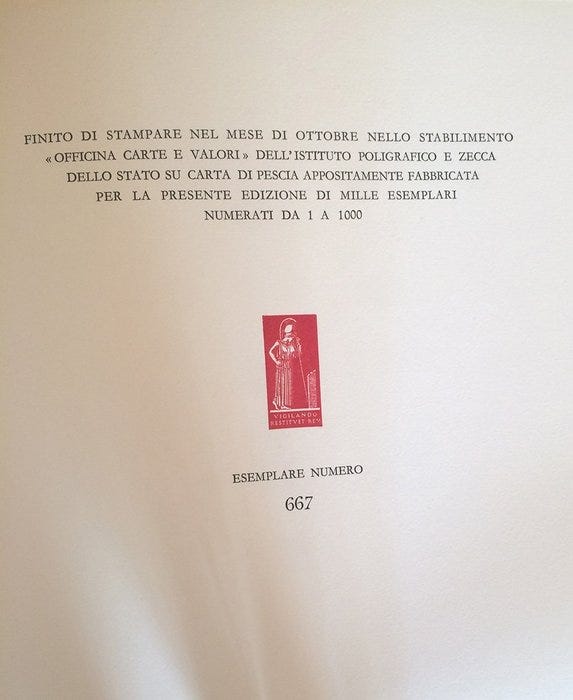 FINITO DI STAMPARE NEL MESE DI OTTOBRE NELLO STABILIMENTO
«OFFICINA CARTE E VALORI» DELL'ISTITUTO POLIGRAFICO E ZECCA
DELLO STATO SU CARTA DI PESCIA APPOSITAMENTE FABBRICATA
PER LA PRESENTE EDIZIONE DI MILLE ESEMPLARI
NUMERATI DA 1 A 1000
VIGILANDO
RESTITVIT REM
ESEMPLARE NUMERO
667